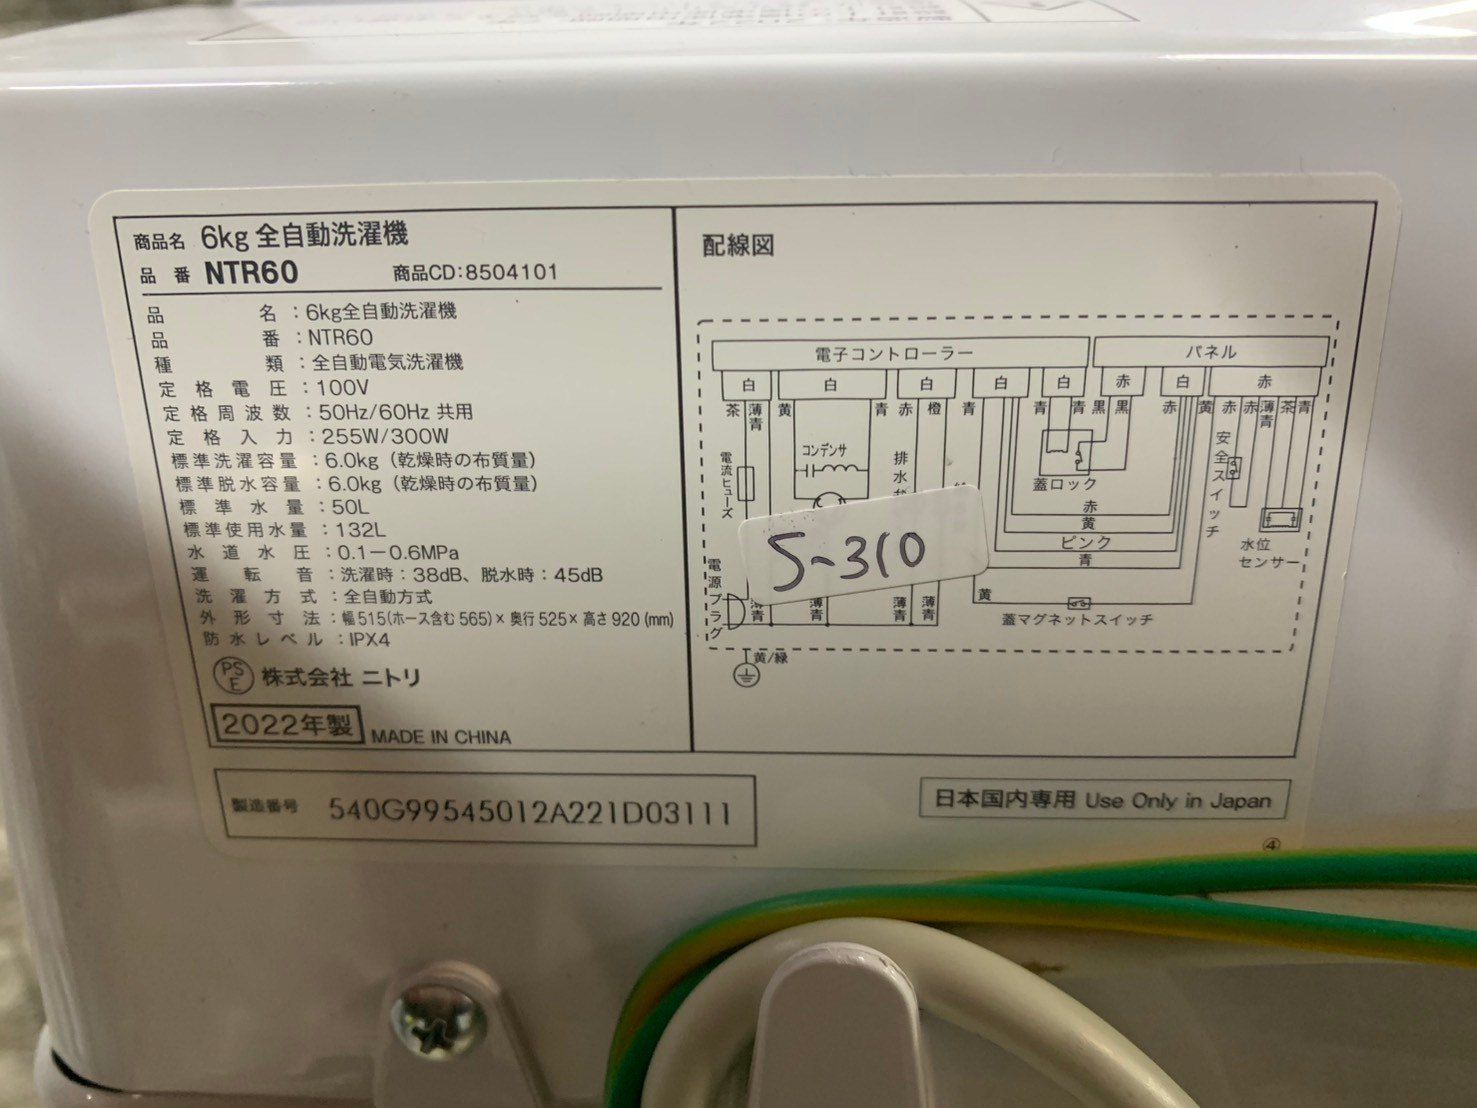 商品名 6kg 全自動洗濯機
品 番 NTR60 商品CD:8504101
品 名 : 6kg全自動洗濯機
品 番 : NTR60
種 類 : 全自動電気洗濯機
定 格 電 圧 : 100V
定 格 周 波 数 : 50Hz/60Hz 共用
定 格 入 力 : 255W/300W
標準洗濯容量 : 6.0kg (乾燥時の布質量)
標準脱水容量 : 6.0kg (乾燥時の布質量)
標 準 水 量 : 50L
標準使用水量 : 132L
水 道 水 圧 : 0.1－0.6MPa
運 転 音 : 洗濯時：38dB、脱水時：45dB
洗 濯 方 式 : 全自動方式
外 形 寸 法 : 幅 515(ホース含む 565)× 奥行 525× 高さ 920 (mm)
防 水 レ ベ ル : IPX4
PS
E
株式会社 ニトリ
2022年製 MADE IN CHINA
製造番号 540G99545012A221D03111
配線図
電子コントローラー パネル
白 白 白 白 白 赤 白 赤
茶 薄青 黄 青 赤 橙 青 青 青 黒 黒 赤 黄 赤 赤 薄青 茶 青
電流ヒューズ
コンデンサ
排水
蓋ロック
安全スイッチ
赤
黄
ピンク
青
水位
センサー
S-310
電源プラグ
薄青 薄青 薄青 薄青
黄
蓋マグネットスイッチ
黄/緑
日本国内専用 Use Only in Japan
④